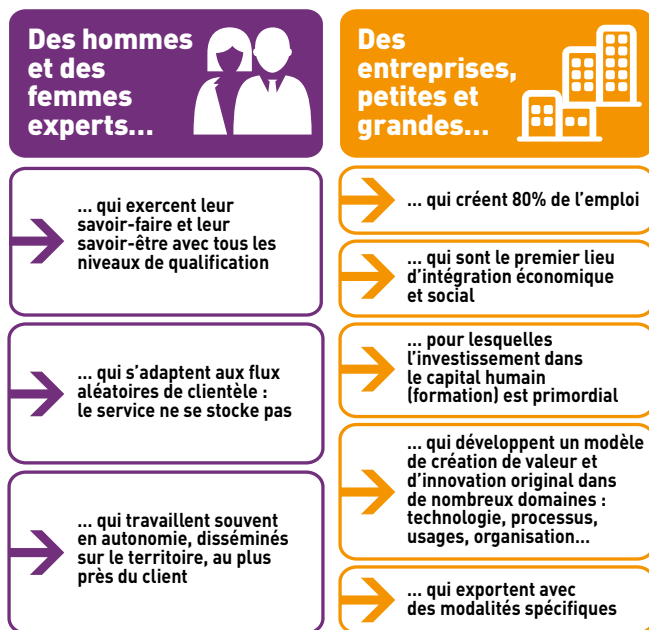 Des hommes
et des
femmes
experts...
... qui exercent leur
savoir-faire et leur
savoir-être avec tous les
niveaux de qualification
... qui s'adaptent aux flux
aléatoires de clientèle :
le service ne se stocke pas
... qui travaillent souvent
en autonomie, disséminés
sur le territoire, au plus
près du client
Des
entreprises,
petites et
grandes...
... qui créent 80% de l'emploi
... qui sont le premier lieu
d'intégration économique
et social
... pour lesquelles
l'investissement dans
le capital humain
(formation) est primordial
... qui développent un modèle
de création de valeur et
d'innovation original dans
de nombreux domaines :
technologie, processus,
usages, organisation...
... qui exportent avec
des modalités spécifiques